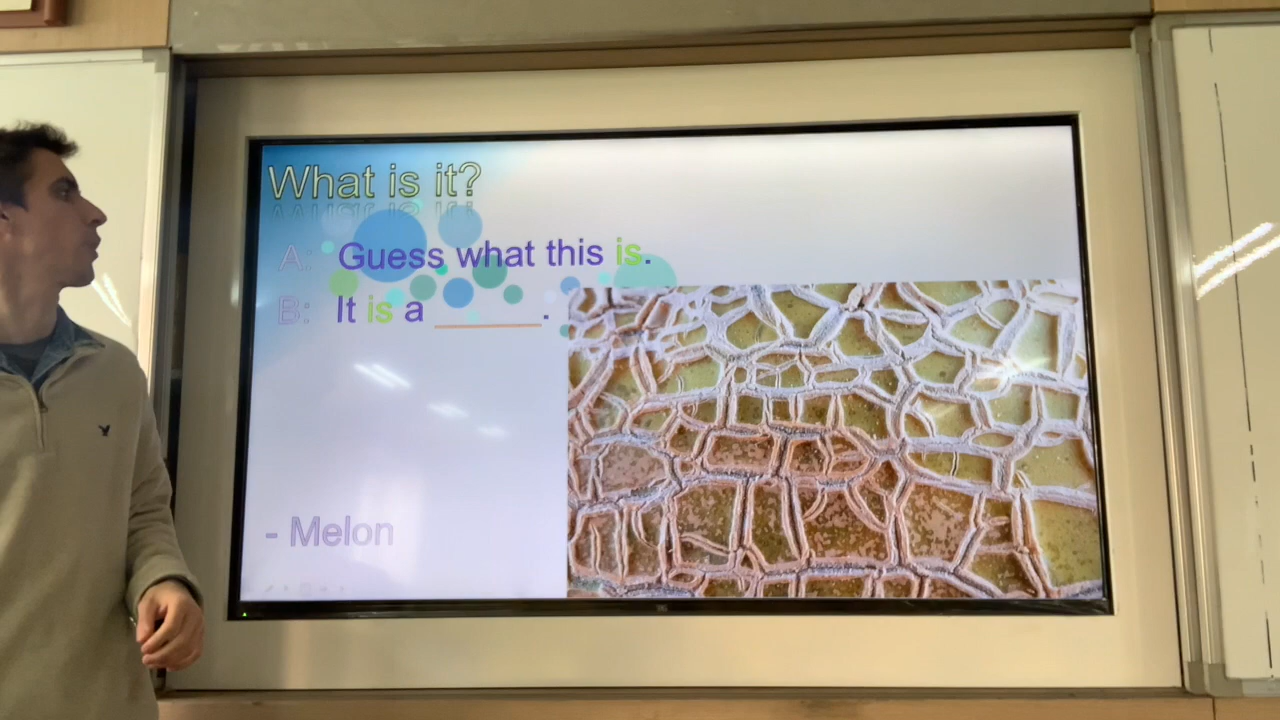 What is it?
A: Guess what this is.
B: It is a ______.
- Melon